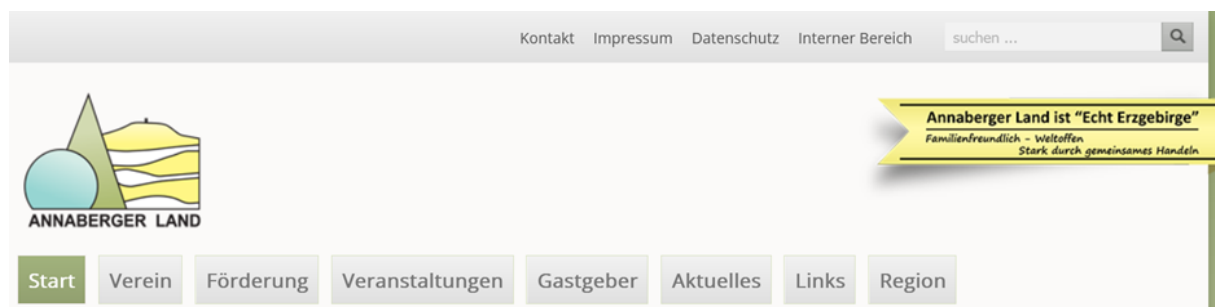 Kontakt Impressum Datenschutz Interner Bereich suchen ...
Annaberger Land ist "Echt Erzgebirge"
Familienfreundlich - Weltoffen
Stark durch gemeinsames Handeln
ANNABERGER LAND
Start Verein Förderung Veranstaltungen Gastgeber Aktuelles Links Region